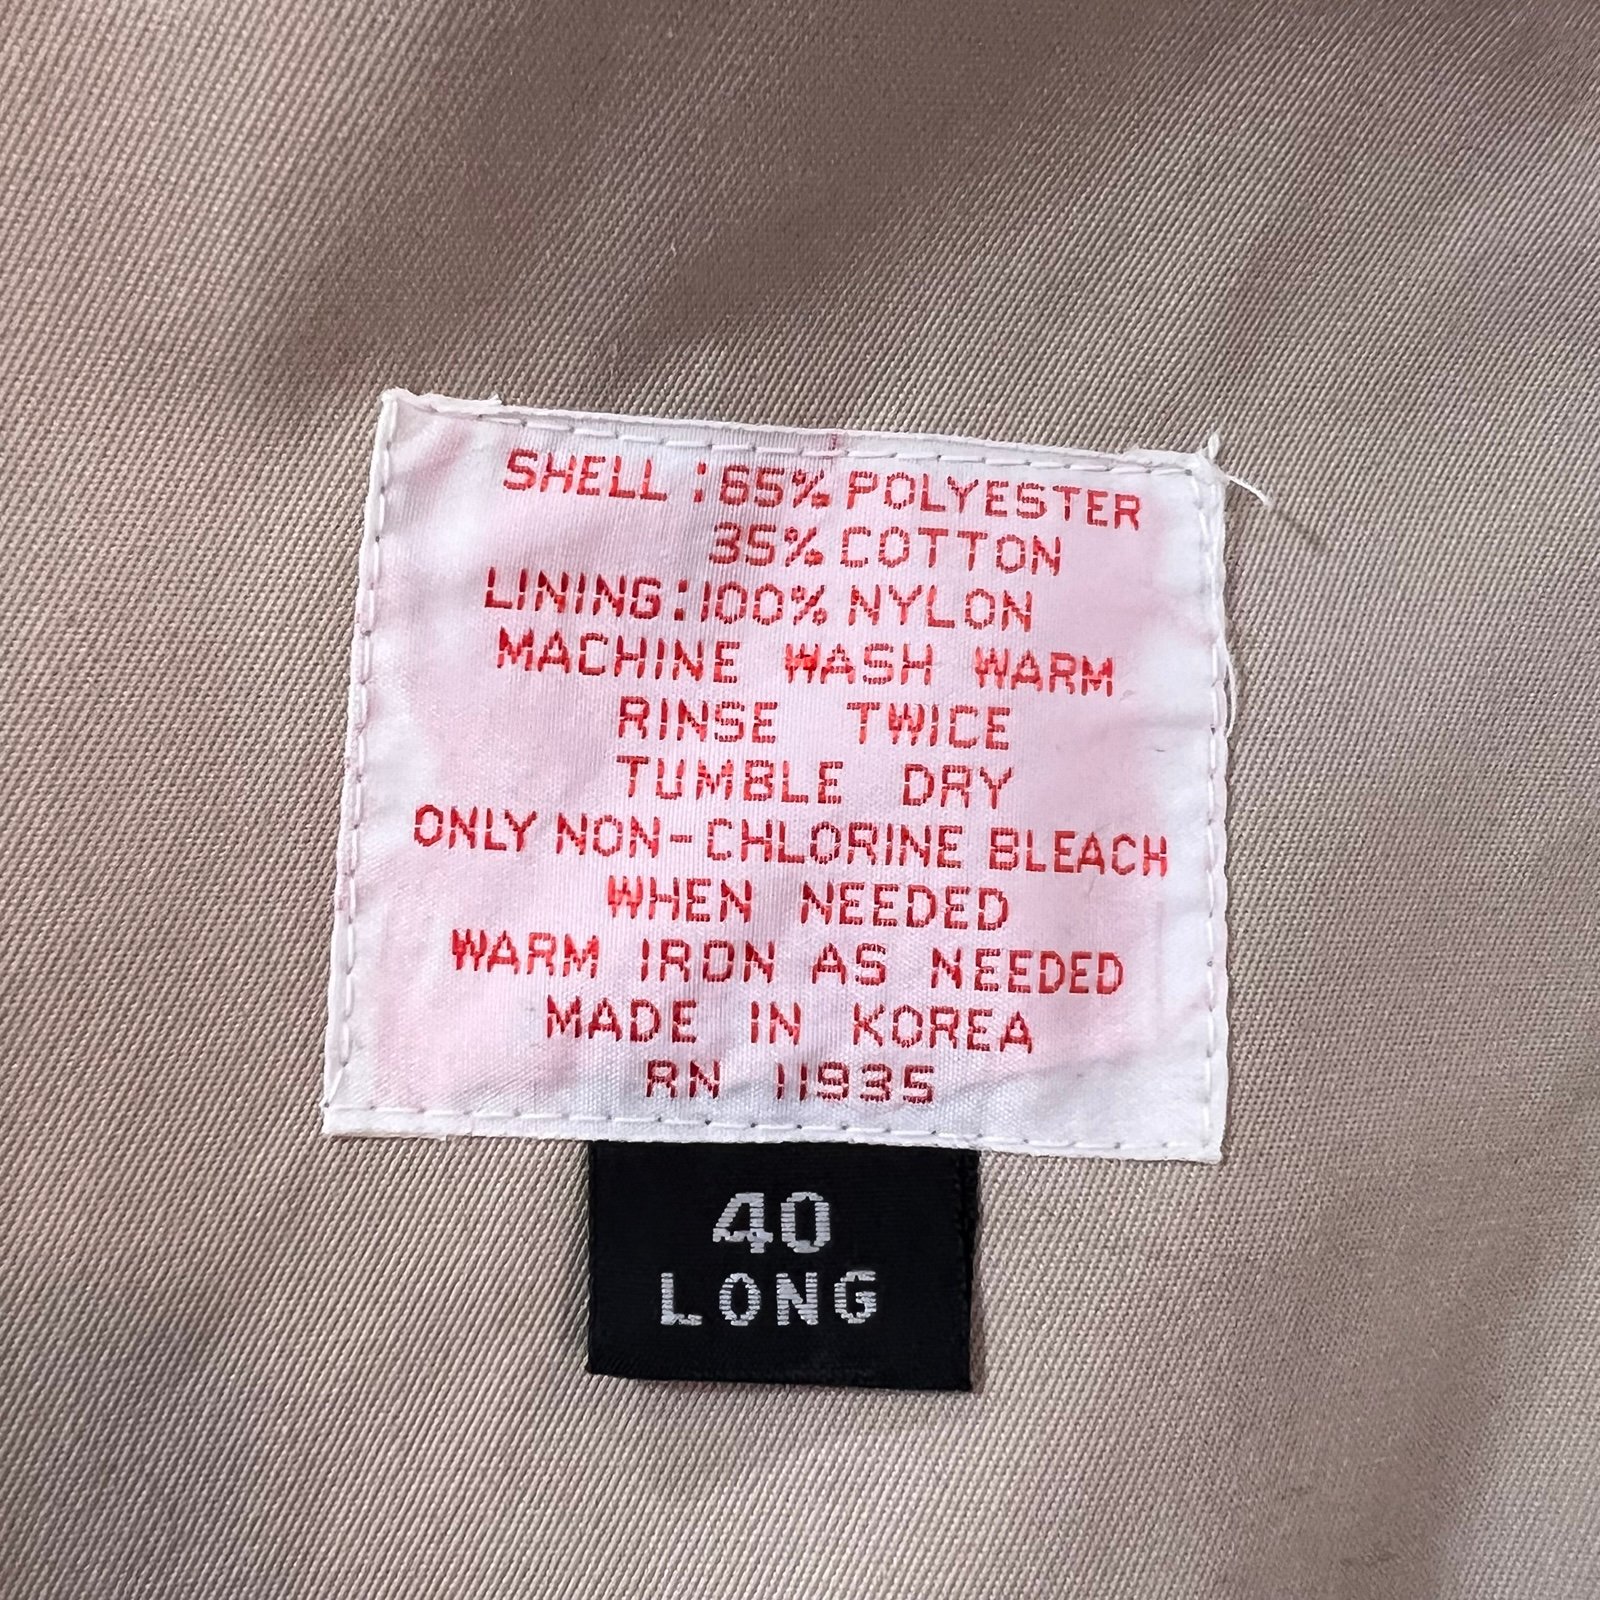 SHELL : 65% POLYESTER
35% COTTON
LINING : 100% NYLON
MACHINE WASH WARM
RINSE TWICE
TUMBLE DRY
ONLY NON-CHLORINE BLEACH
WHEN NEEDED
WARM IRON AS NEEDED
MADE IN KOREA
RN 11935
40
LONG